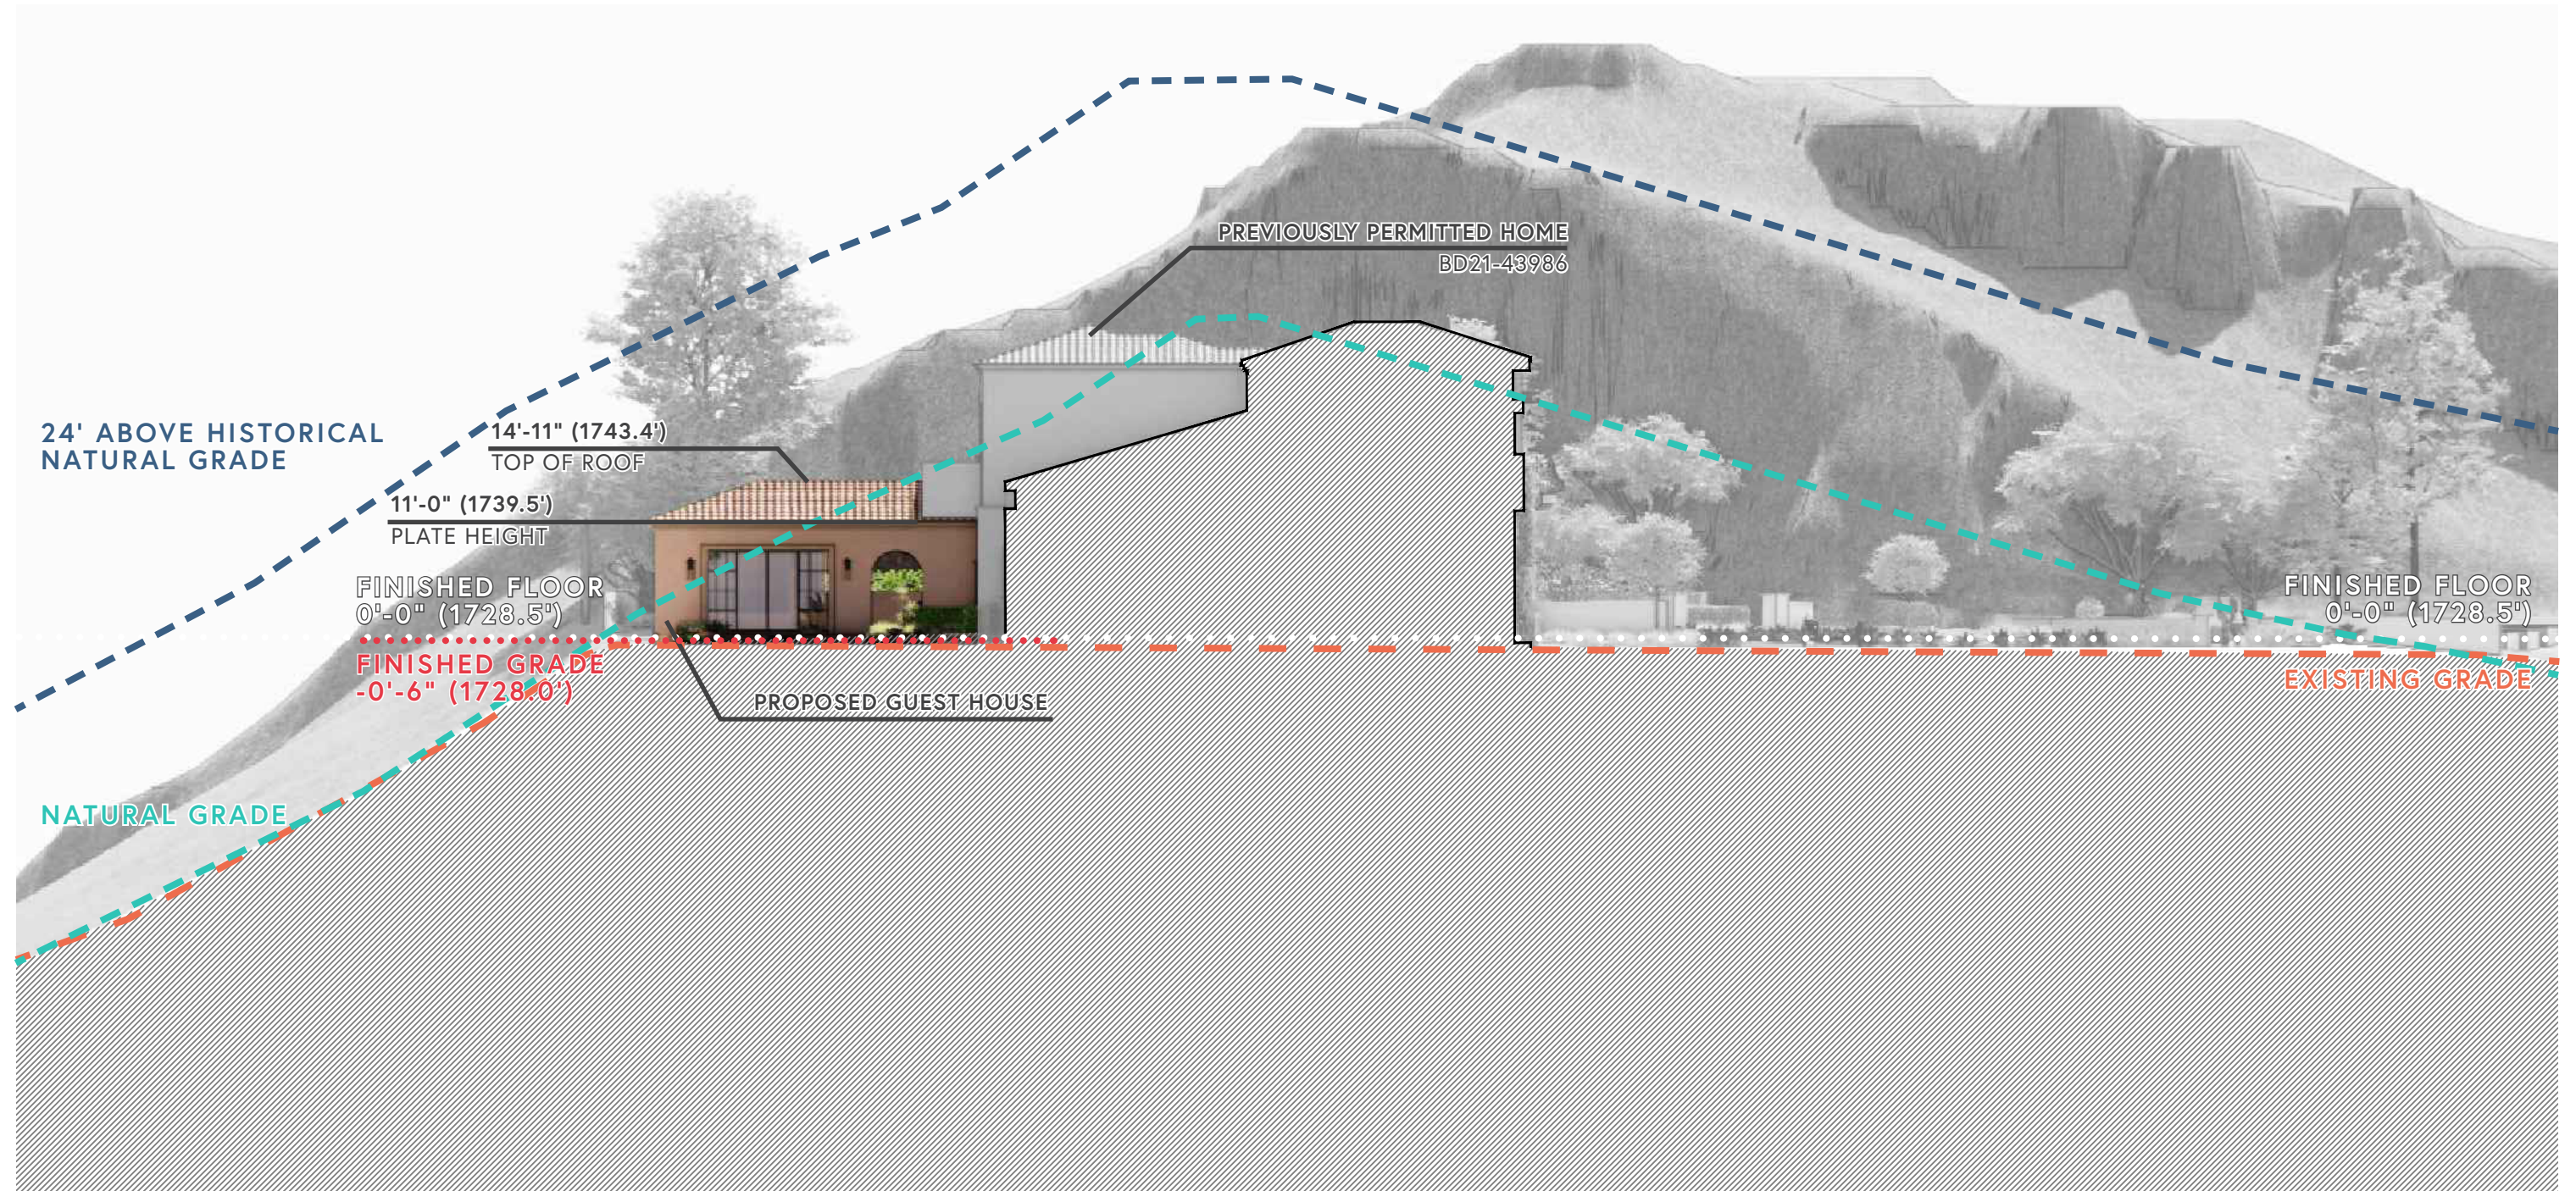 PREVIOUSLY PERMITTED HOME
BD21-43986
24' ABOVE HISTORICAL
NATURAL GRADE
14'-11" (1743.4')
TOP OF ROOF
11'-0" (1739.5')
PLATE HEIGHT
FINISHED FLOOR
0'-0" (1728.5')
FINISHED FLOOR
0'-0" (1728.5')
FINISHED GRADE
-0'-6" (1728.0')
EXISTING GRADE
PROPOSED GUEST HOUSE
NATURAL GRADE